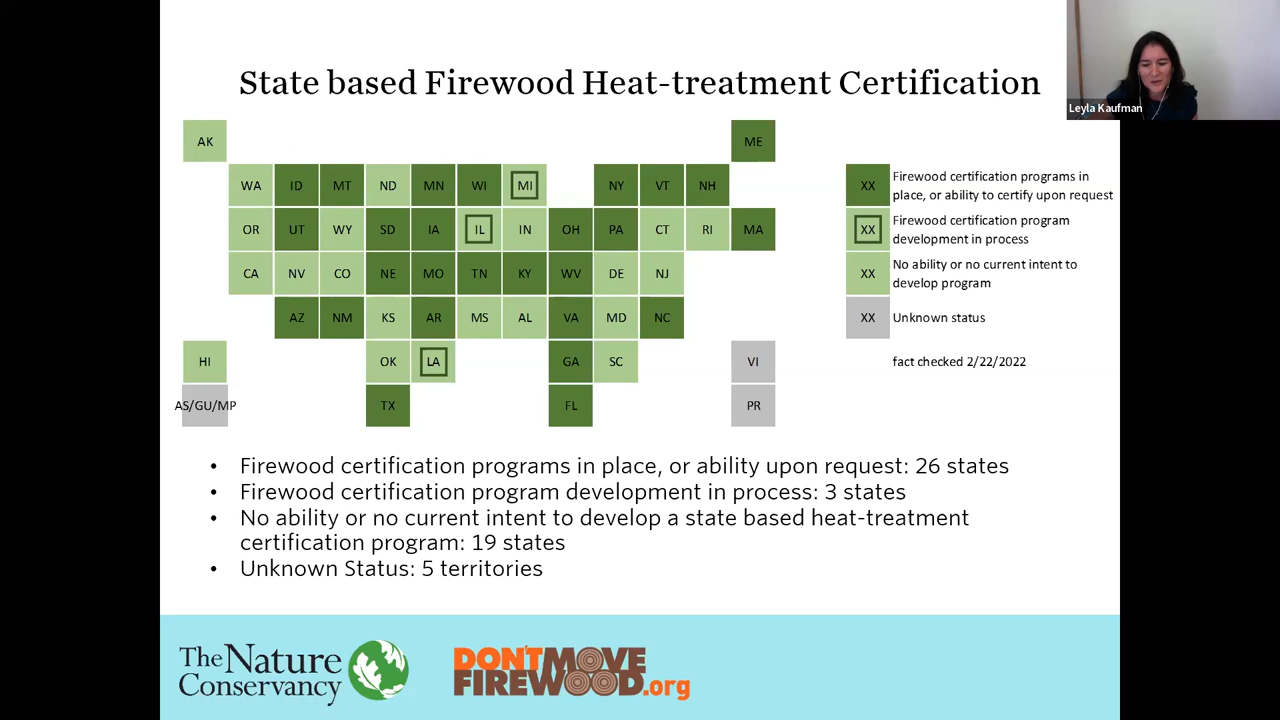 State based Firewood Heat-treatment Certification
Leyla Kaufman
AK ME
WA ID MT ND MN WI MI NY VT NH
OR UT WY SD IA IL IN OH PA CT RI MA
CA NV CO NE MO TN KY WV DE NJ
AZ NM KS AR MS AL VA MD NC
HI OK LA GA SC VI
AS/GU/MP TX FL PR
XX Firewood certification programs in
place, or ability to certify upon request
XX Firewood certification program
development in process
XX No ability or no current intent to
develop program
XX Unknown status
fact checked 2/22/2022
• Firewood certification programs in place, or ability upon request: 26 states
• Firewood certification program development in process: 3 states
• No ability or no current intent to develop a state based heat-treatment
certification program: 19 states
• Unknown Status: 5 territories
The Nature
Conservancy
DON'T MOVE
FIREWOOD.org